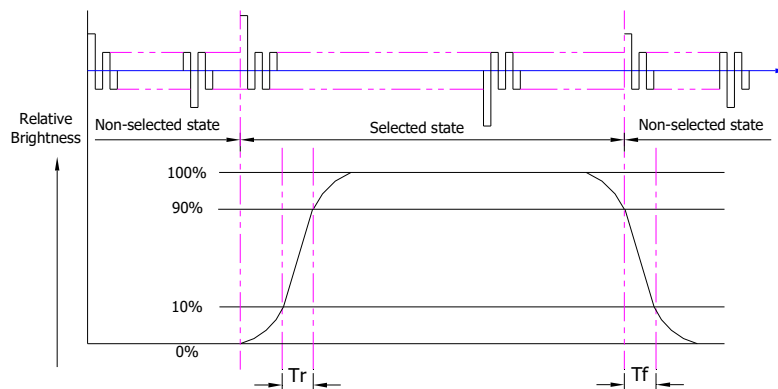 Relative
Brightness
Non-selected state
Selected state
Non-selected state
100%
90%
10%
0%
Tr
Tf